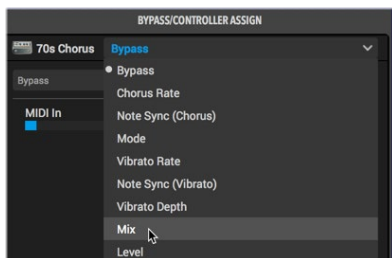 BYPASS/CONTROLLER ASSIGN
70s Chorus Bypass
Bypass
Bypass
Chorus Rate
MIDI In
Note Sync (Chorus)
Mode
Vibrato Rate
Note Sync (Vibrato)
Vibrato Depth
Mix
Level